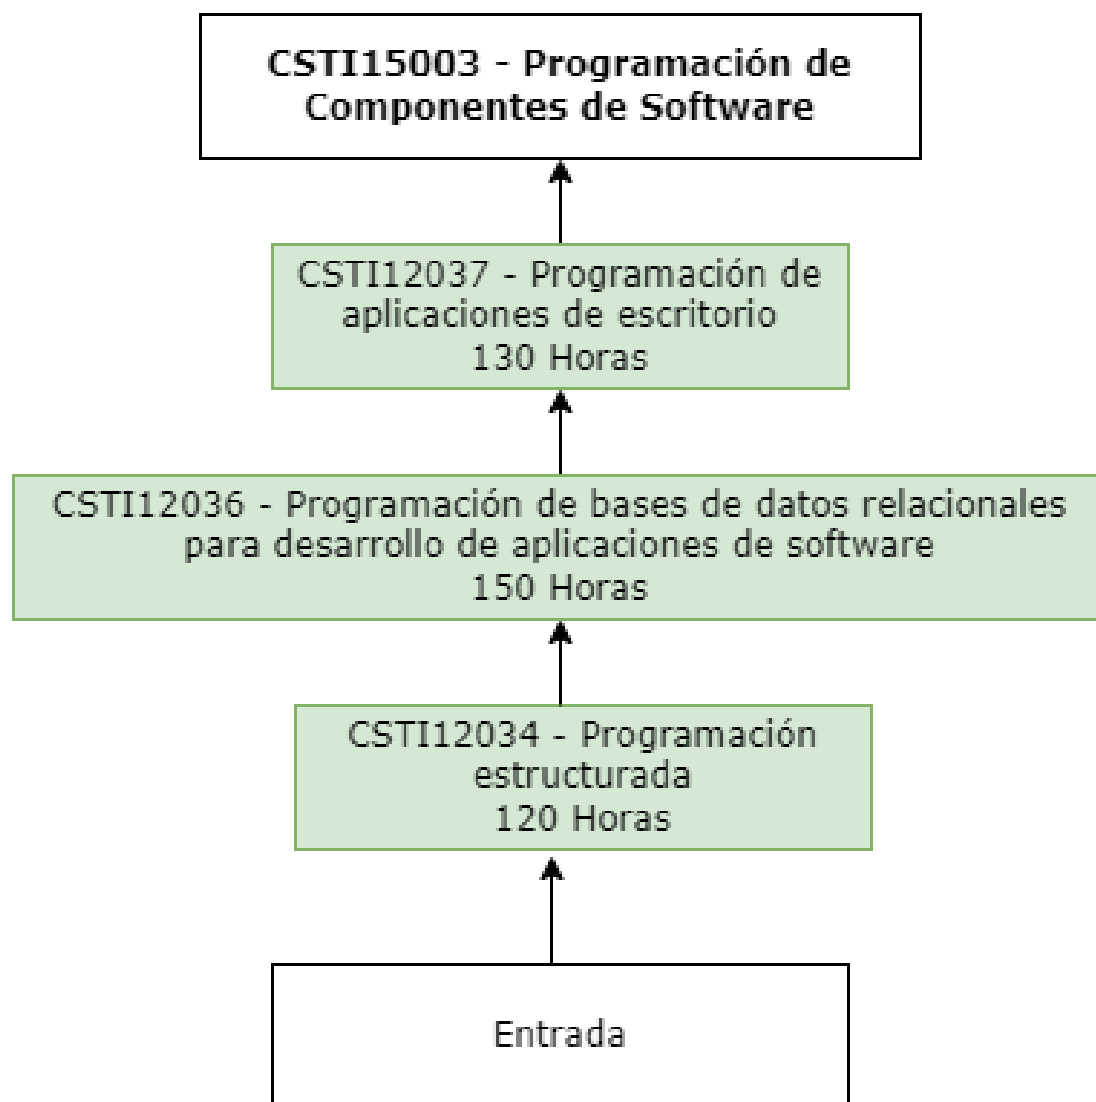 CSTI15003 - Programación de
Componentes de Software
CSTI12037 - Programación de
aplicaciones de escritorio
130 Horas
CSTI12036 - Programación de bases de datos relacionales
para desarrollo de aplicaciones de software
150 Horas
CSTI12034 - Programación
estructurada
120 Horas
Entrada